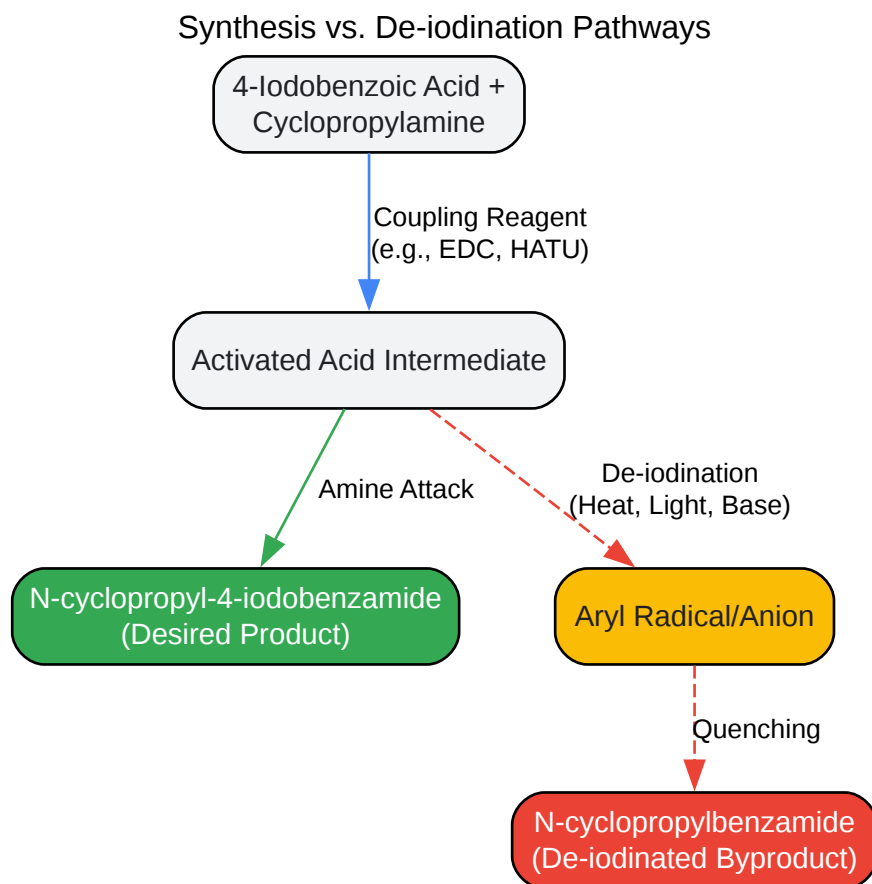 Synthesis vs. De-iodination Pathways
4-Iodobenzoic Acid +
Cyclopropylamine
Coupling Reagent
(e.g., EDC, HATU)
Activated Acid Intermediate
Amine Attack
De-iodination
(Heat, Light, Base)
N-cyclopropyl-4-iodobenzamide
(Desired Product)
Aryl Radical/Anion
Quenching
N-cyclopropylbenzamide
(De-iodinated Byproduct)